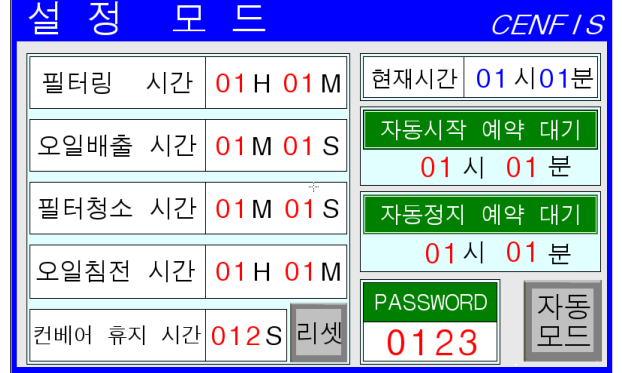 설 정 모 드
CENFIS
필터링 시간 01 H 01 M
오일배출 시간 01 M 01 S
필터청소 시간 01 M 01 S
오일침전 시간 01 H 01 M
컨베어 휴지 시간 012 S 리셋
현재시간 01 시 01 분
자동시작 예약 대기
01 시 01 분
자동정지 예약 대기
01 시 01 분
PASSWORD
0123
자동
모드